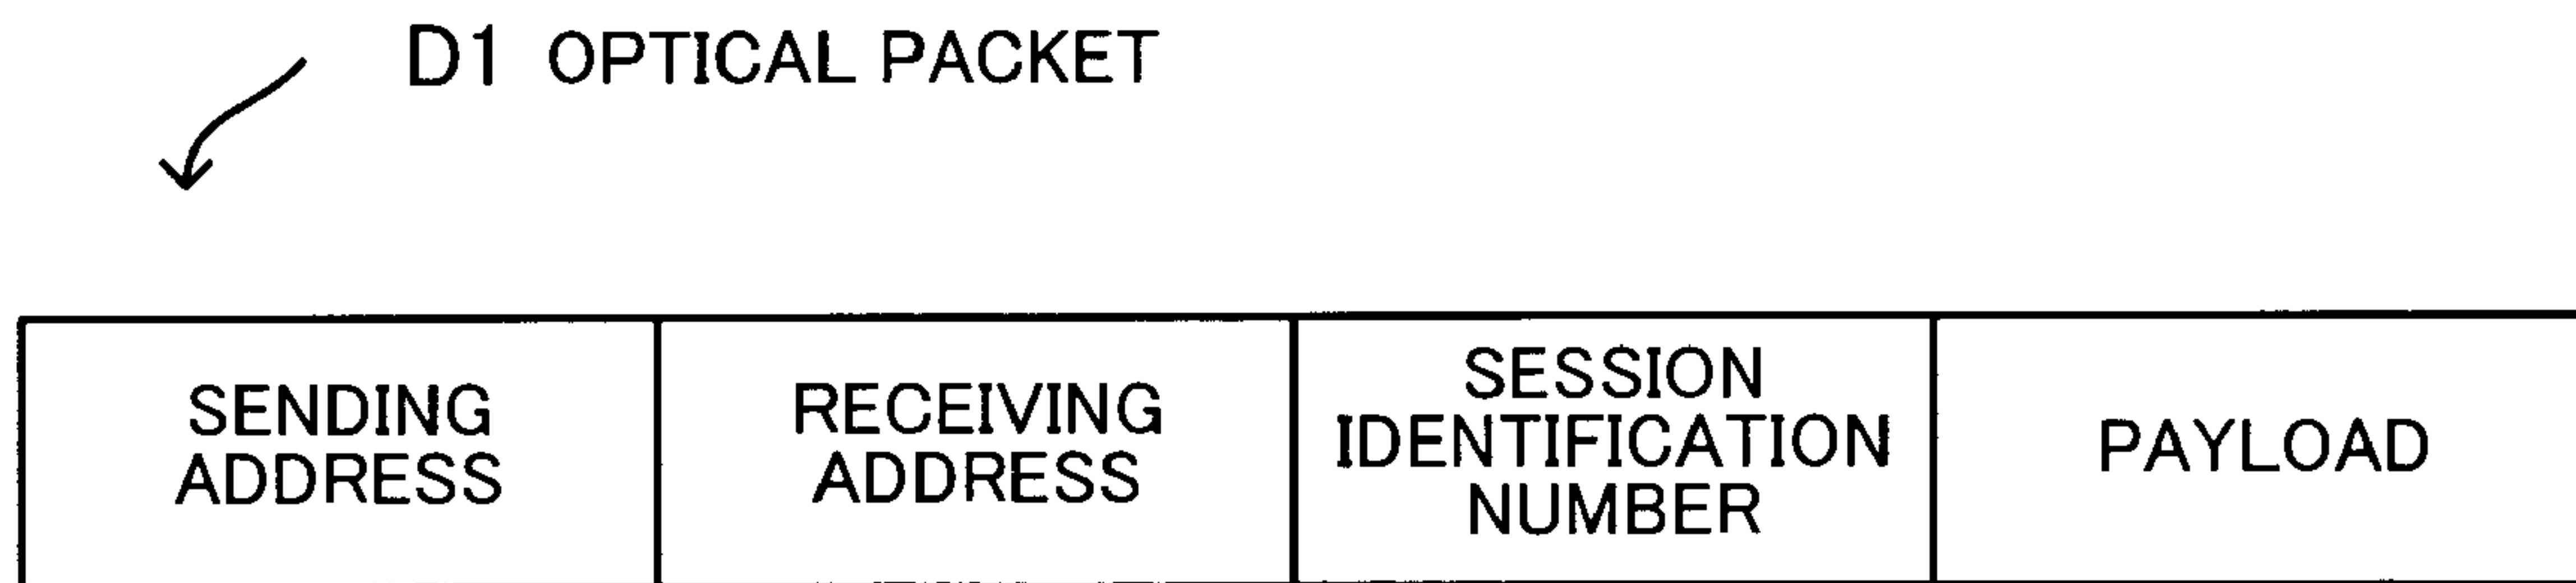 D1 OPTICAL PACKET
SENDING
ADDRESS
RECEIVING
ADDRESS
SESSION
IDENTIFICATION
NUMBER
PAYLOAD